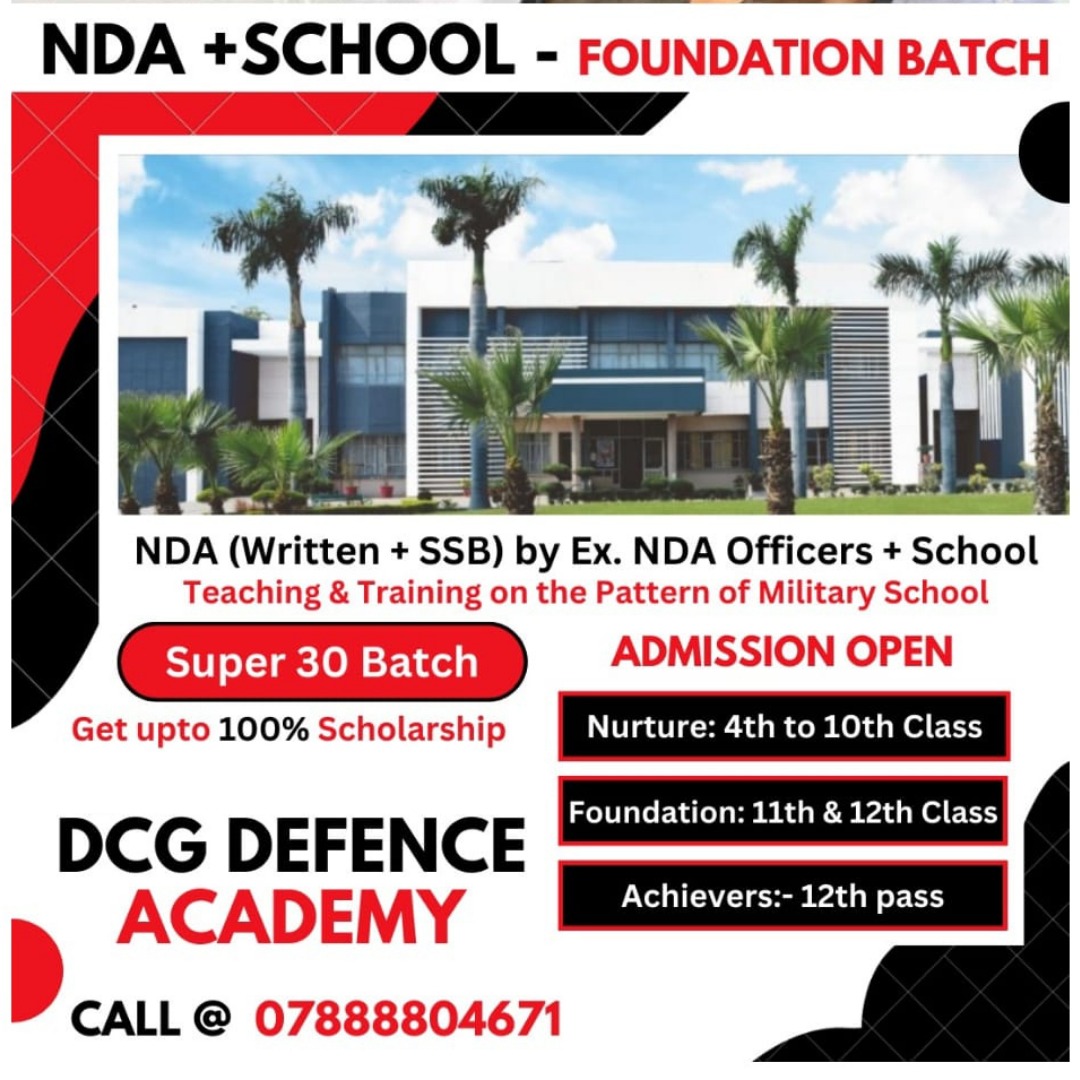 NDA +SCHOOL - FOUNDATION BATCH
NDA (Written + SSB) by Ex. NDA Officers + School
Teaching & Training on the Pattern of Military School
Super 30 Batch
Get upto 100% Scholarship
ADMISSION OPEN
Nurture: 4th to 10th Class
Foundation: 11th & 12th Class
Achievers:- 12th pass
DCG DEFENCE
ACADEMY
CALL @ 07888804671